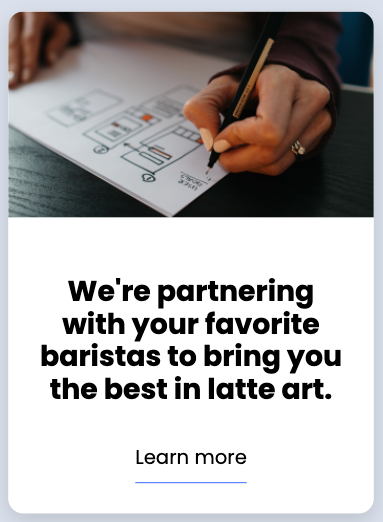 We're partnering
with your favorite
baristas to bring you
the best in latte art.
Learn more